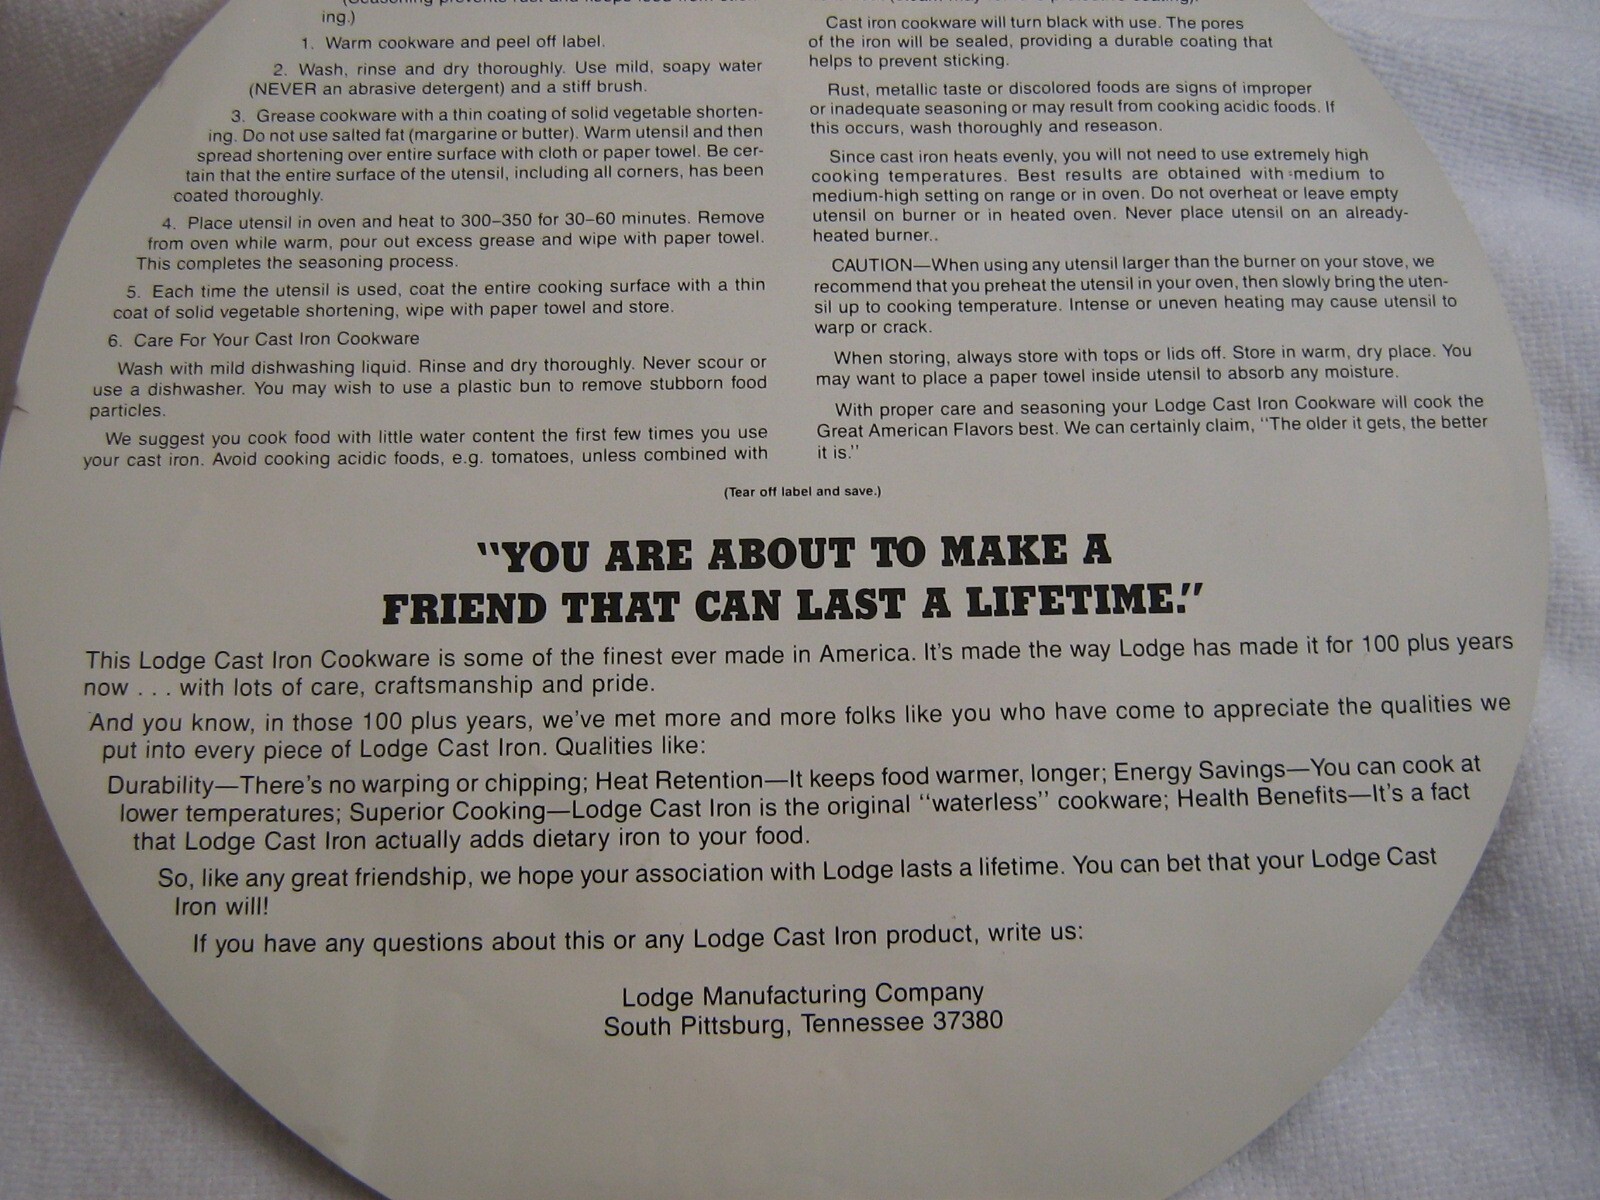 ing.)
1. Warm cookware and peel off label.
2. Wash, rinse and dry thoroughly. Use mild, soapy water
(NEVER an abrasive detergent) and a stiff brush.
3. Grease cookware with a thin coating of solid vegetable shorten-
ing. Do not use salted fat (margarine or butter). Warm utensil and then
spread shortening over entire surface with cloth or paper towel. Be cer-
tain that the entire surface of the utensil, including all corners, has been
coated thoroughly.
4. Place utensil in oven and heat to 300–350 for 30–60 minutes. Remove
from oven while warm, pour out excess grease and wipe with paper towel.
This completes the seasoning process.
5. Each time the utensil is used, coat the entire cooking surface with a thin
coat of solid vegetable shortening, wipe with paper towel and store.
6. Care For Your Cast Iron Cookware
Wash with mild dishwashing liquid. Rinse and dry thoroughly. Never scour or
use a dishwasher. You may wish to use a plastic bun to remove stubborn food
particles.
We suggest you cook food with little water content the first few times you use
your cast iron. Avoid cooking acidic foods, e.g. tomatoes, unless combined with
Cast iron cookware will turn black with use. The pores
of the iron will be sealed, providing a durable coating that
helps to prevent sticking.
Rust, metallic taste or discolored foods are signs of improper
or inadequate seasoning or may result from cooking acidic foods. If
this occurs, wash thoroughly and reseason.
Since cast iron heats evenly, you will not need to use extremely high
cooking temperatures. Best results are obtained with medium to
medium-high setting on range or in oven. Do not overheat or leave empty
utensil on burner or in heated oven. Never place utensil on an already-
heated burner..
CAUTION—When using any utensil larger than the burner on your stove, we
recommend that you preheat the utensil in your oven, then slowly bring the uten-
sil up to cooking temperature. Intense or uneven heating may cause utensil to
warp or crack.
When storing, always store with tops or lids off. Store in warm, dry place. You
may want to place a paper towel inside utensil to absorb any moisture.
With proper care and seasoning your Lodge Cast Iron Cookware will cook the
Great American Flavors best. We can certainly claim, "The older it gets, the better
it is."
(Tear off label and save.)
"YOU ARE ABOUT TO MAKE A
FRIEND THAT CAN LAST A LIFETIME."
This Lodge Cast Iron Cookware is some of the finest ever made in America. It's made the way Lodge has made it for 100 plus years
now . . . with lots of care, craftsmanship and pride.
And you know, in those 100 plus years, we've met more and more folks like you who have come to appreciate the qualities we
put into every piece of Lodge Cast Iron. Qualities like:
Durability—There's no warping or chipping; Heat Retention—It keeps food warmer, longer; Energy Savings—You can cook at
lower temperatures; Superior Cooking—Lodge Cast Iron is the original "waterless" cookware; Health Benefits—It's a fact
that Lodge Cast Iron actually adds dietary iron to your food.
So, like any great friendship, we hope your association with Lodge lasts a lifetime. You can bet that your Lodge Cast
Iron will!
If you have any questions about this or any Lodge Cast Iron product, write us:
Lodge Manufacturing Company
South Pittsburg, Tennessee 37380